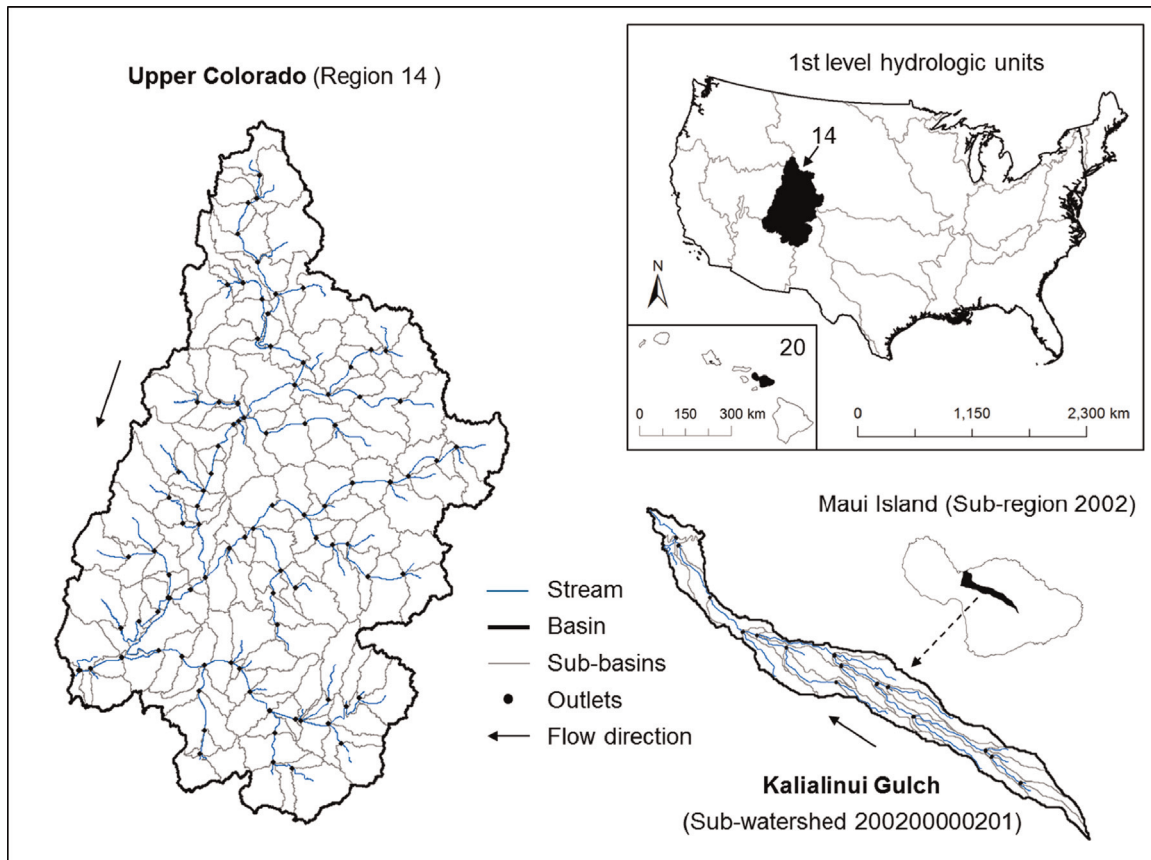 Upper Colorado (Region 14 )
1st level hydrologic units
14
N
20
0 150 300 km
0 1,150 2,300 km
Maui Island (Sub-region 2002)
Stream
Basin
Sub-basins
Outlets
Flow direction
Kalialinui Gulch
(Sub-watershed 200200000201)